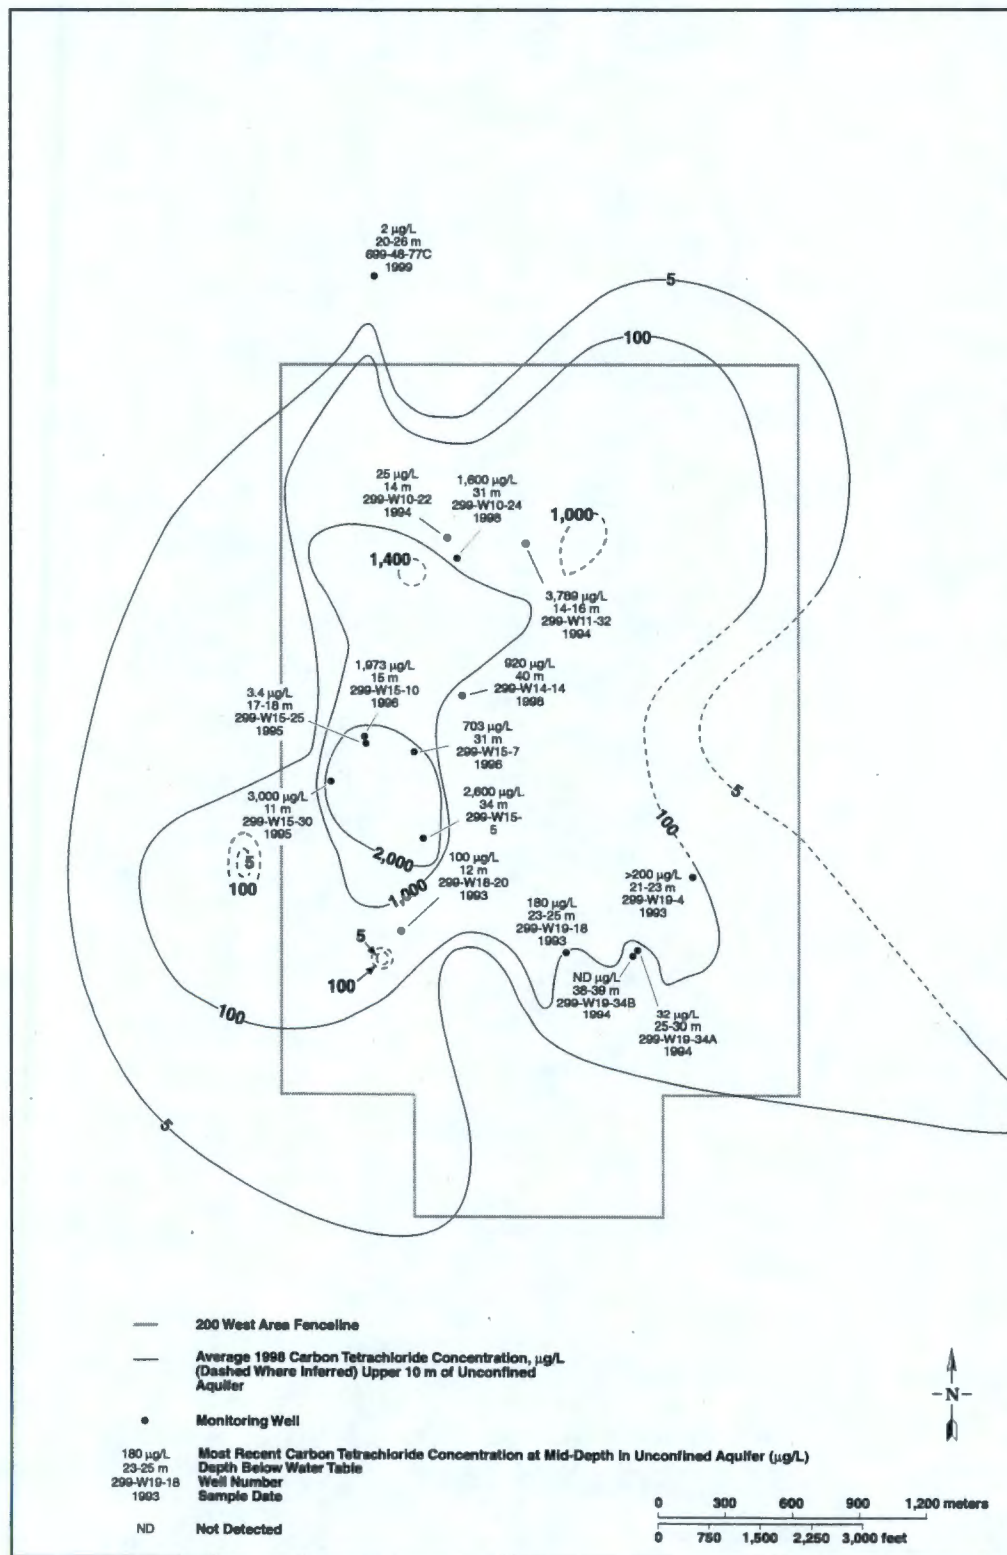 2 µg/L
20-26 m
699-48-77C
1999
5
100
25 µg/L
14 m
299-W10-22
1994
1,600 µg/L
31 m
299-W10-24
1998
1,000
1,400
3,789 µg/L
14-16 m
299-W11-32
1994
1,973 µg/L
15 m
299-W15-10
1996
920 µg/L
40 m
299-W14-14
1998
3.4 µg/L
17-18 m
299-W15-25
1995
703 µg/L
31 m
299-W15-7
1996
5
3,000 µg/L
11 m
299-W15-30
1995
2,600 µg/L
34 m
299-W15-
5
100
2,000
5
100
1,000
100 µg/L
12 m
299-W18-20
1993
>200 µg/L
21-23 m
299-W19-4
1993
180 µg/L
23-25 m
299-W19-18
1993
5
100
ND µg/L
38-39 m
299-W19-34B
1994
32 µg/L
25-30 m
299-W19-34A
1994
100
5
200 West Area Fenceline
Average 1998 Carbon Tetrachloride Concentration, µg/L
(Dashed Where Inferred) Upper 10 m of Unconfined
Aquifer
Monitoring Well
180 µg/L Most Recent Carbon Tetrachloride Concentration at Mid-Depth in Unconfined Aquifer (µg/L)
23-25 m Depth Below Water Table
299-W19-18 Well Number
1993 Sample Date
ND Not Detected
N
0 300 600 900 1,200 meters
0 750 1,500 2,250 3,000 feet